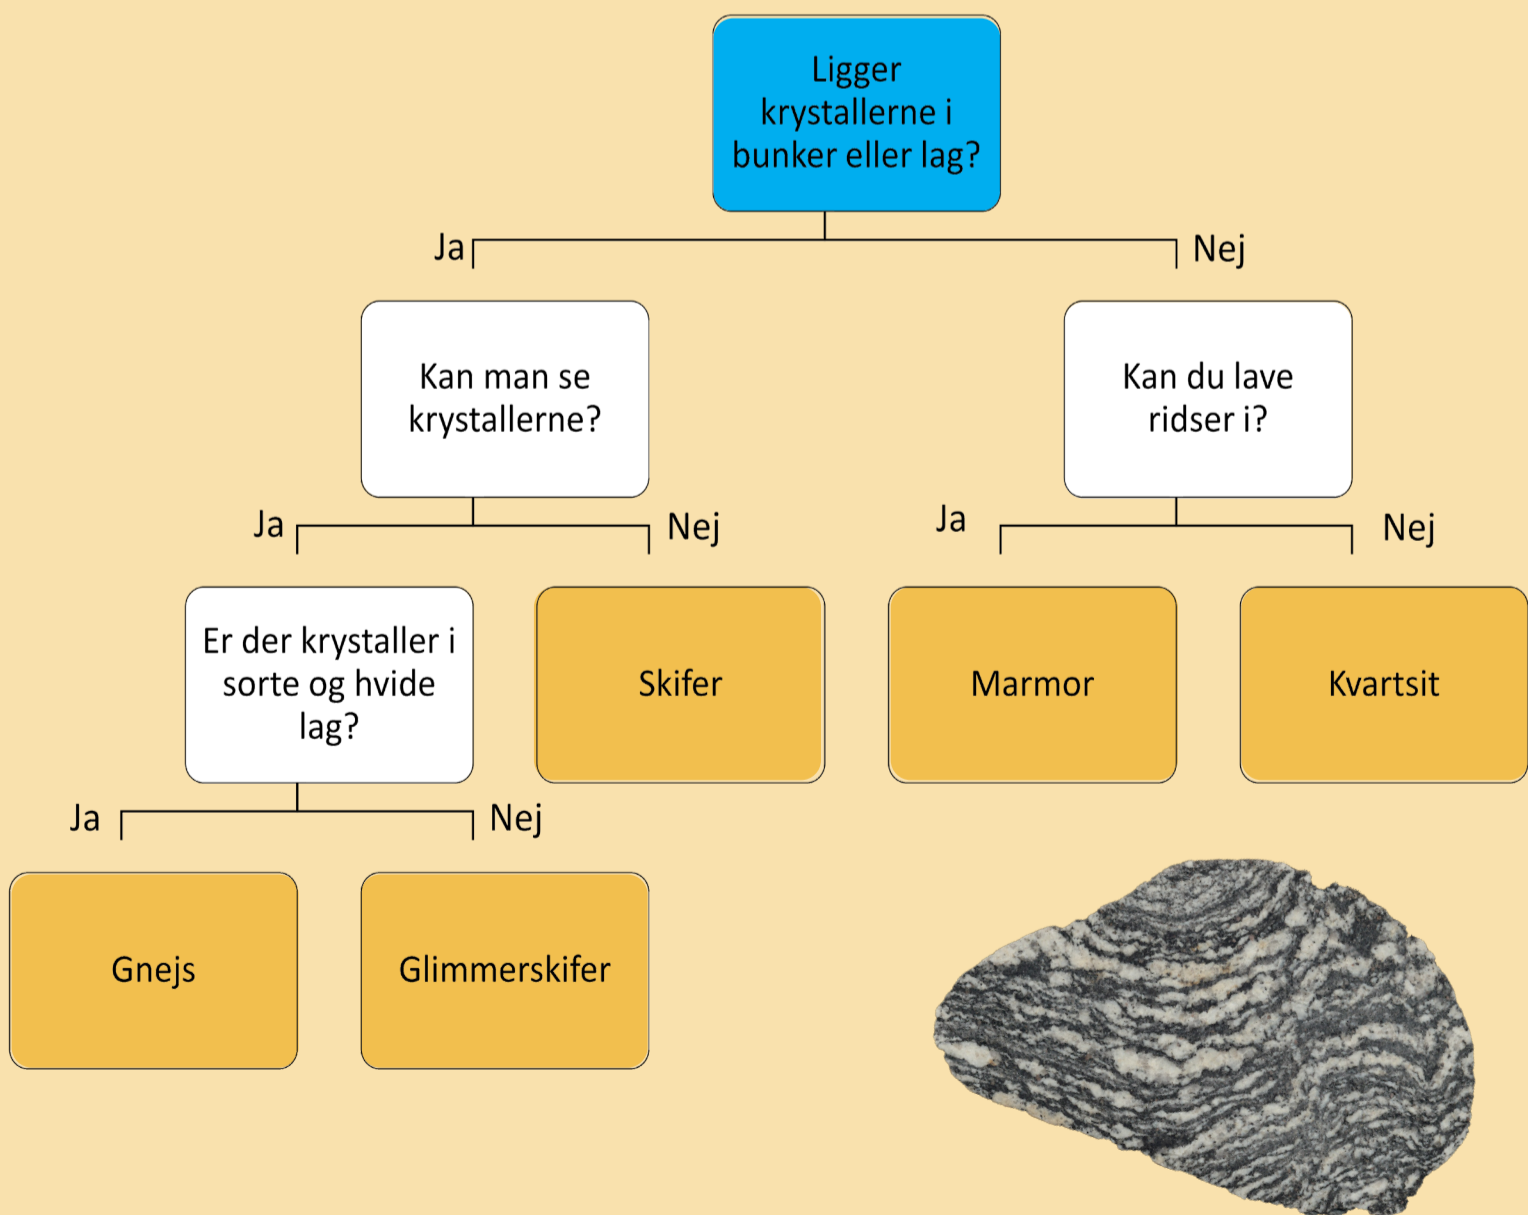 Ligger
krystallerne i
bunker eller lag?
Ja
Nej
Kan man se
krystallerne?
Kan du lave
ridser i?
Ja
Nej
Ja
Nej
Er der krystaller i
sorte og hvide
lag?
Skifer
Marmor
Kvartsit
Ja
Nej
Gnejs
Glimmerskifer